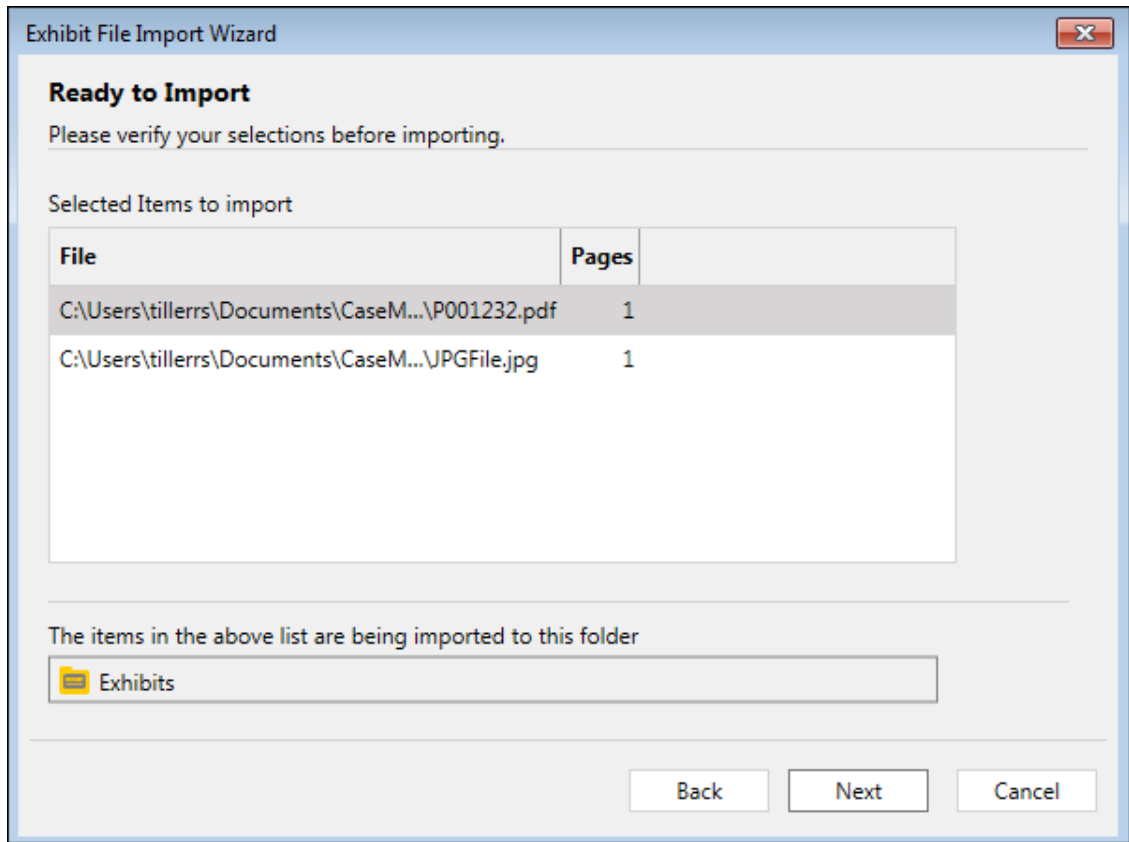 Exhibit File Import Wizard
Ready to Import
Please verify your selections before importing.
Selected Items to import
File Pages
C:\Users\tillerrs\Documents\CaseM...\P001232.pdf 1
C:\Users\tillerrs\Documents\CaseM...\JPGFile.jpg 1
The items in the above list are being imported to this folder
Exhibits
Back Next Cancel